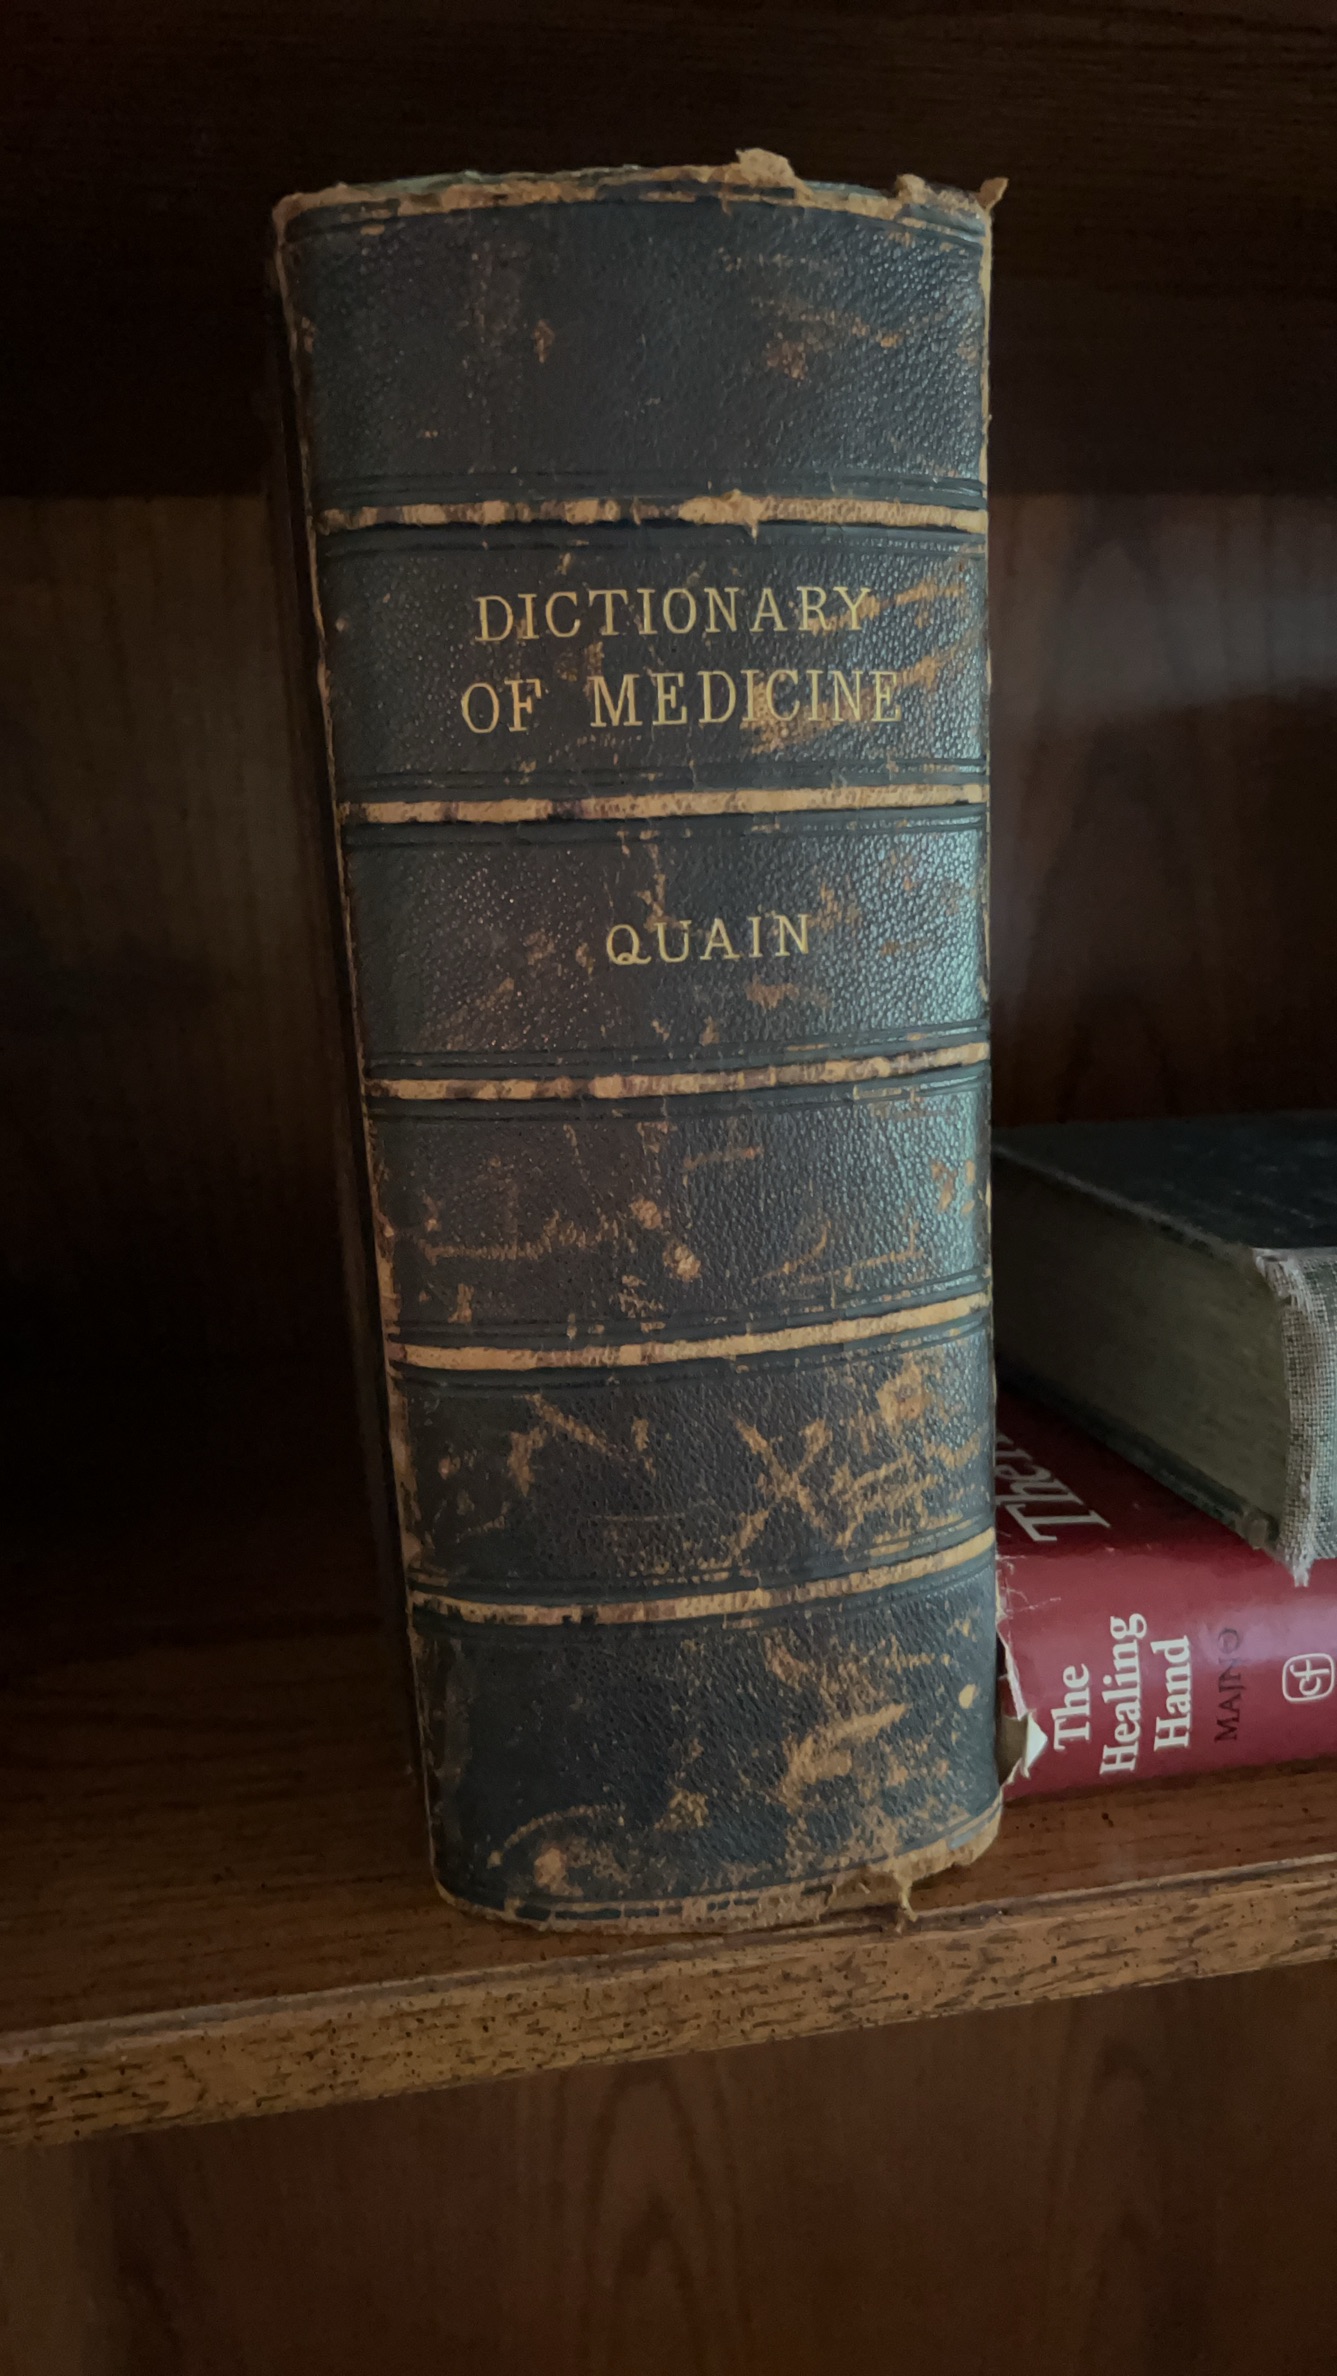 DICTIONARY
OF MEDICINE
QUAIN
The
Healing
Hand
MAJNO